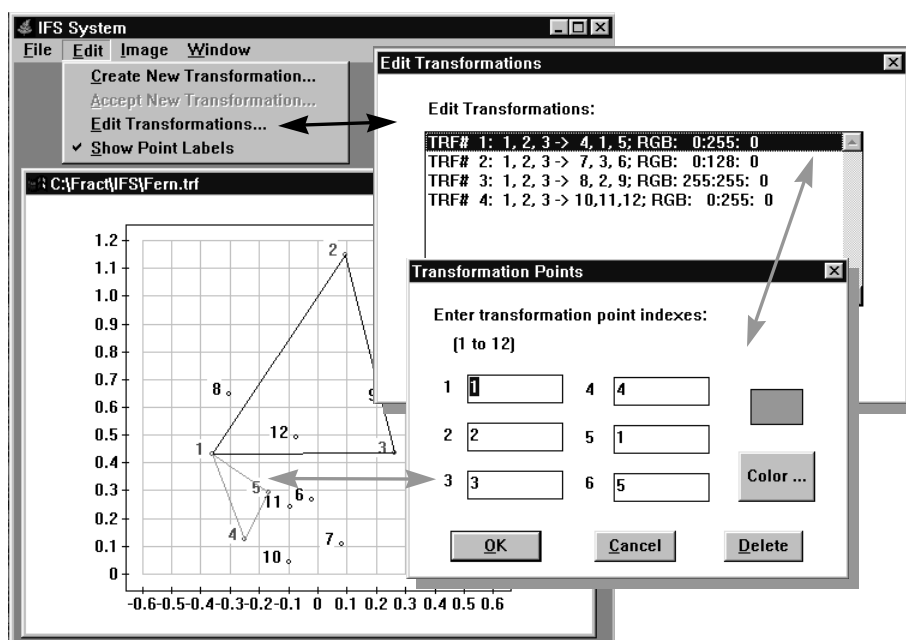 IFS System
File Edit Image Window
Create New Transformation...
Accept New Transformation...
Edit Transformations...
✓ Show Point Labels
Edit Transformations
Edit Transformations:
TRF# 1: 1, 2, 3 -> 4, 1, 5; RGB: 0:255: 0
TRF# 2: 1, 2, 3 -> 7, 3, 6; RGB: 0:128: 0
TRF# 3: 1, 2, 3 -> 8, 2, 9; RGB: 255:255: 0
TRF# 4: 1, 2, 3 -> 10,11,12; RGB: 0:255: 0
C:\Fract\IFS\Fern.trf
1.2
1.1
1.0
0.9
0.8
0.7
0.6
0.5
0.4
0.3
0.2
0.1
0
-0.6 -0.5 -0.4 -0.3 -0.2 -0.1 0 0.1 0.2 0.3 0.4 0.5 0.6
2
8
9
12
1
3
5
11
6
4
7
10
Transformation Points
Enter transformation point indexes:
(1 to 12)
1 1 4 4
2 2 5 1
3 3 6 5
Color ...
OK Cancel Delete